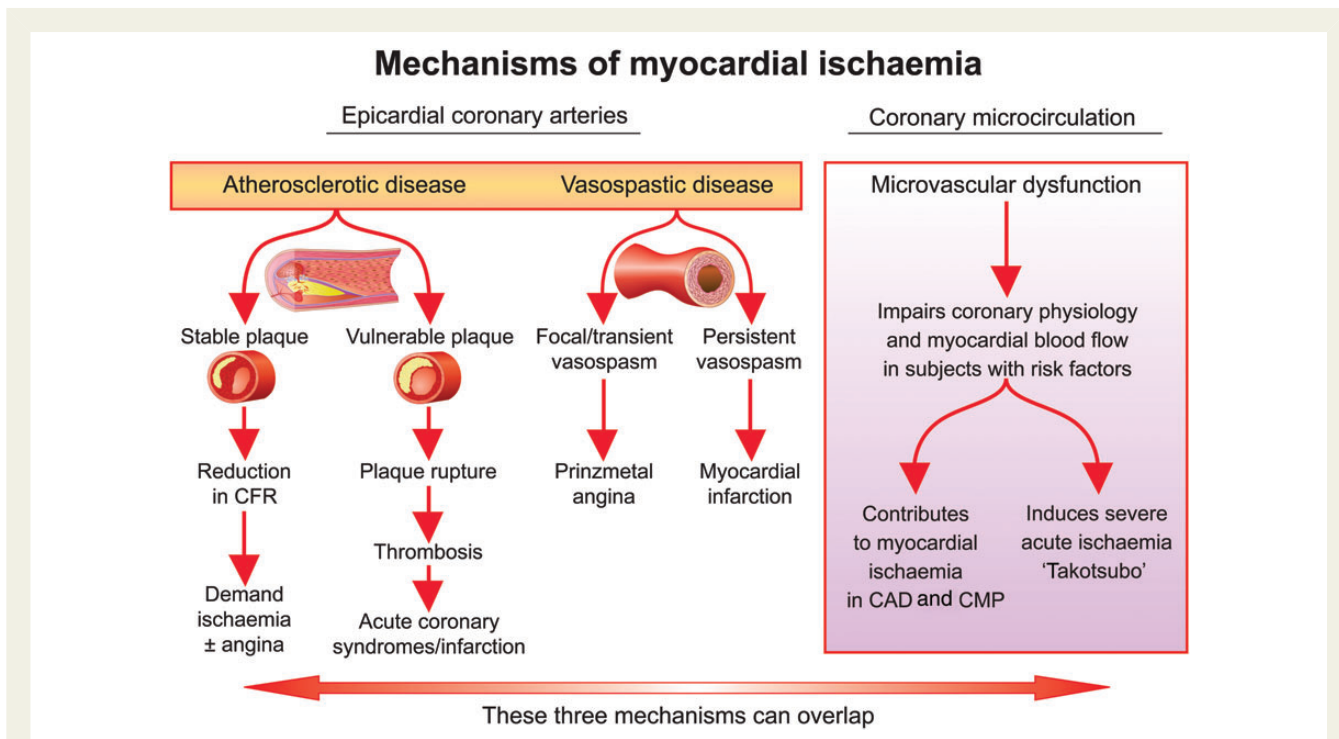 Mechanisms of myocardial ischaemia
Epicardial coronary arteries
Coronary microcirculation
Atherosclerotic disease
Vasospastic disease
Stable plaque
Vulnerable plaque
Reduction
in CFR
Plaque rupture
Demand
ischaemia
± angina
Thrombosis
Acute coronary
syndromes/infarction
Focal/transient
vasospasm
Persistent
vasospasm
Prinzmetal
angina
Myocardial
infarction
Microvascular dysfunction
Impairs coronary physiology
and myocardial blood flow
in subjects with risk factors
Contributes
to myocardial
ischaemia
in CAD and CMP
Induces severe
acute ischaemia
‘Takotsubo’
These three mechanisms can overlap